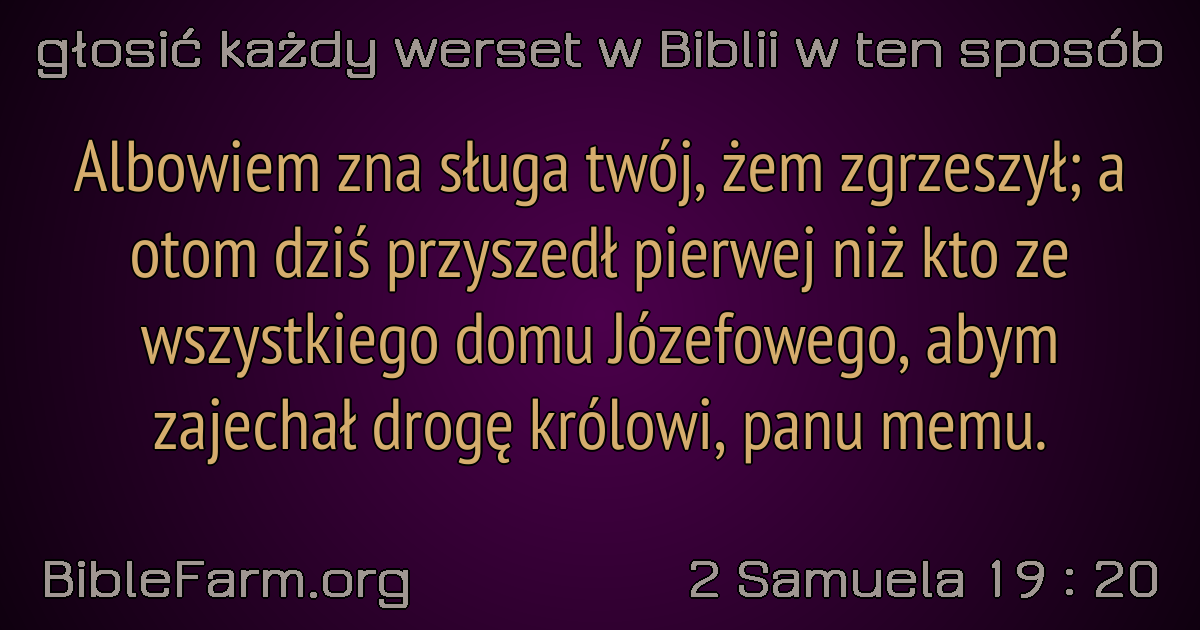 głosić każdy werset w Biblii w ten sposób
Albowiem zna sługa twój, żem zgrzeszył; a
otom dziś przyszedł pierwej niż kto ze
wszystkiego domu Józefowego, abym
zajechał drogę królowi, panu memu.
BibleFarm.org
2 Samuela 19 : 20